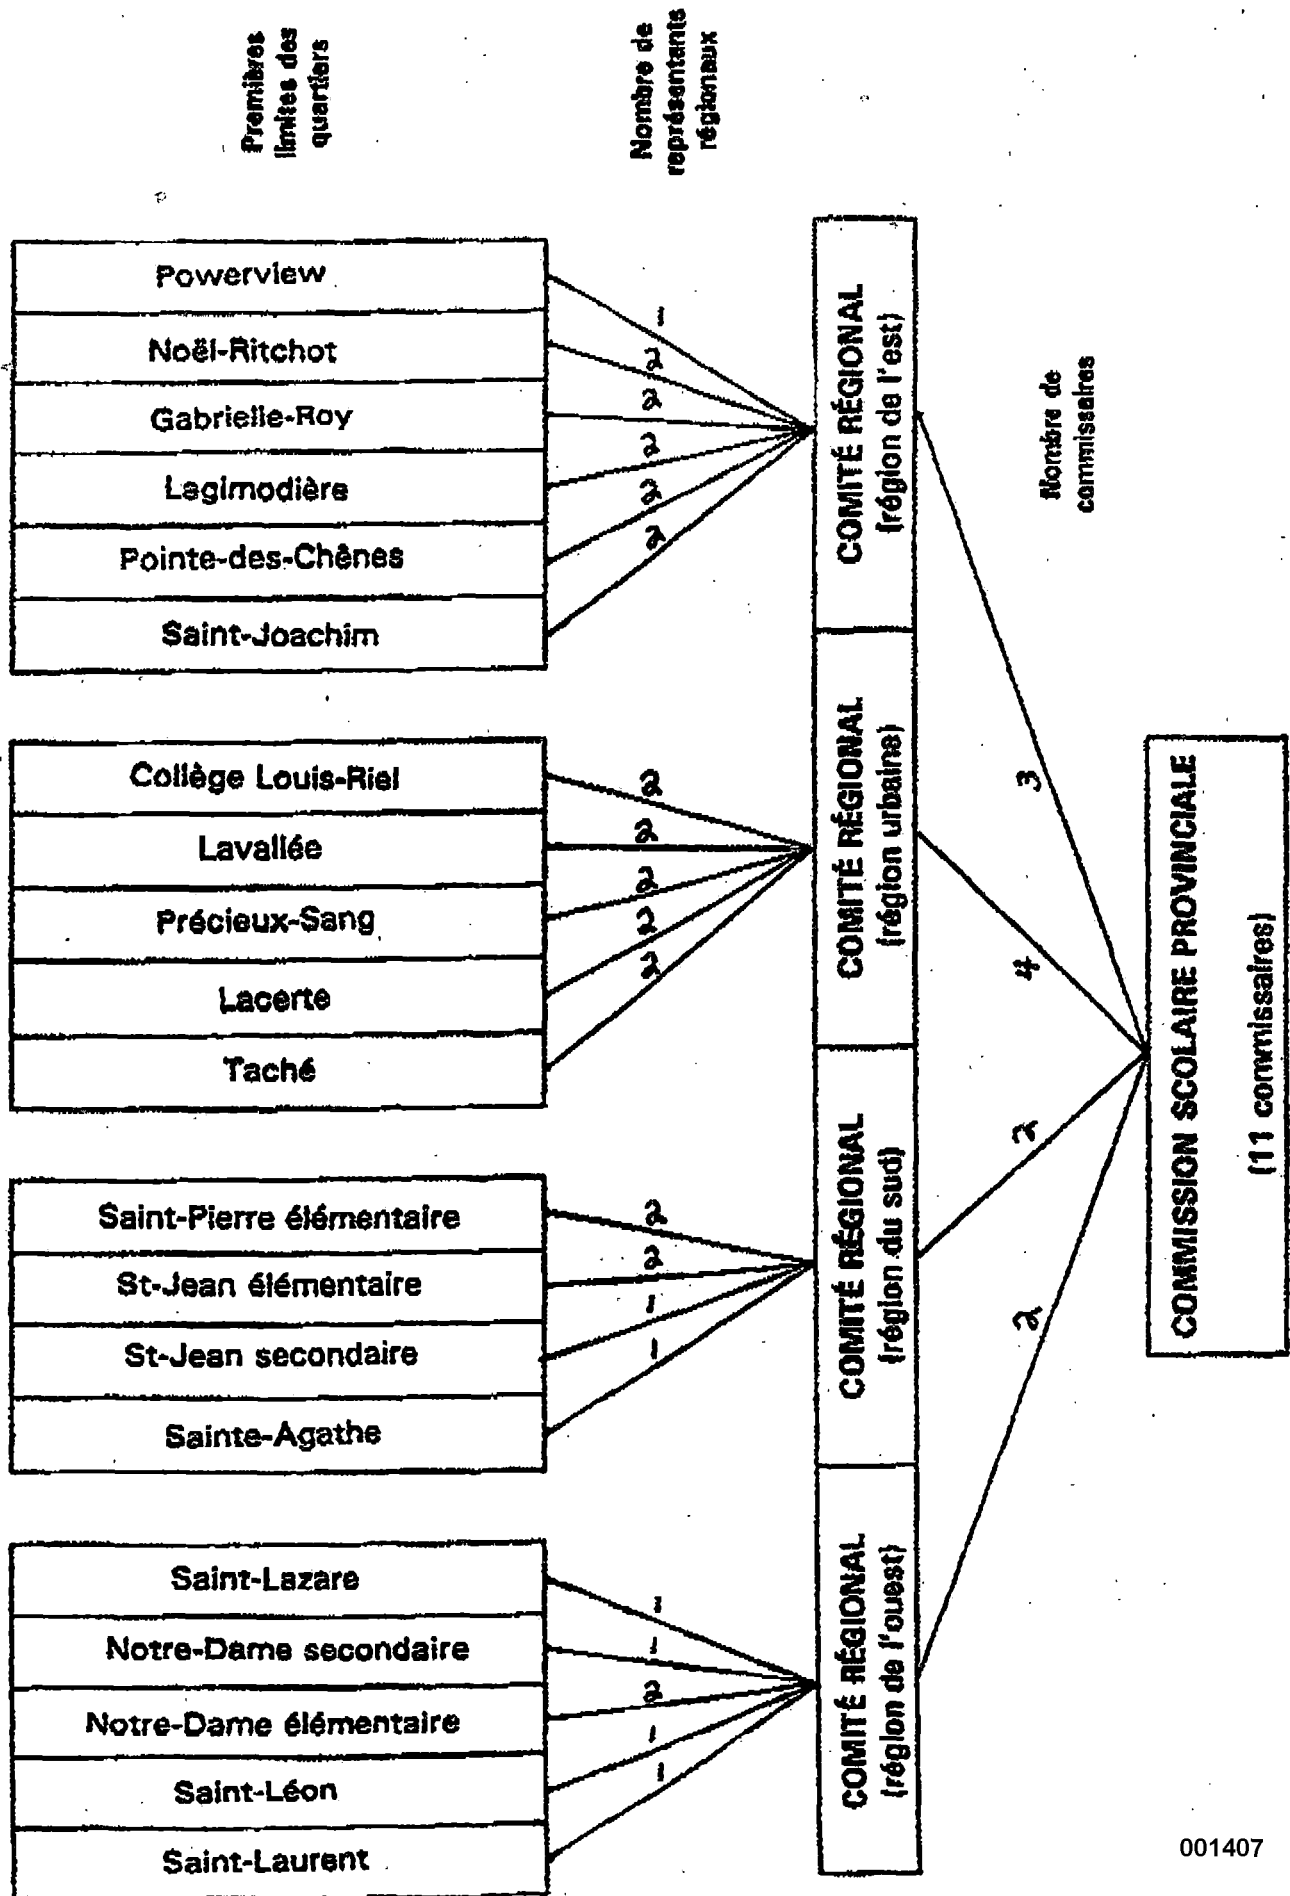 Premières
limites des
quartiers
Nombre de
représentants
régionaux
Powerview
Noël-Ritchot
Gabrielle-Roy
Lagimodière
Pointe-des-Chênes
Saint-Joachim
1
2
2
2
2
2
COMITÉ RÉGIONAL
(région de l'est)
Nombre de
commissaires
Collège Louis-Riel
Lavallée
Précieux-Sang
Lacerte
Taché
2
2
2
2
2
COMITÉ RÉGIONAL
(région urbaine)
Saint-Pierre élémentaire
St-Jean élémentaire
St-Jean secondaire
Sainte-Agathe
2
2
1
1
COMITÉ RÉGIONAL
(région du sud)
Saint-Lazare
Notre-Dame secondaire
Notre-Dame élémentaire
Saint-Léon
Saint-Laurent
1
1
2
1
1
COMITÉ RÉGIONAL
(région de l'ouest)
3
4
2
2
COMMISSION SCOLAIRE PROVINCIALE
(11 commissaires)
001407